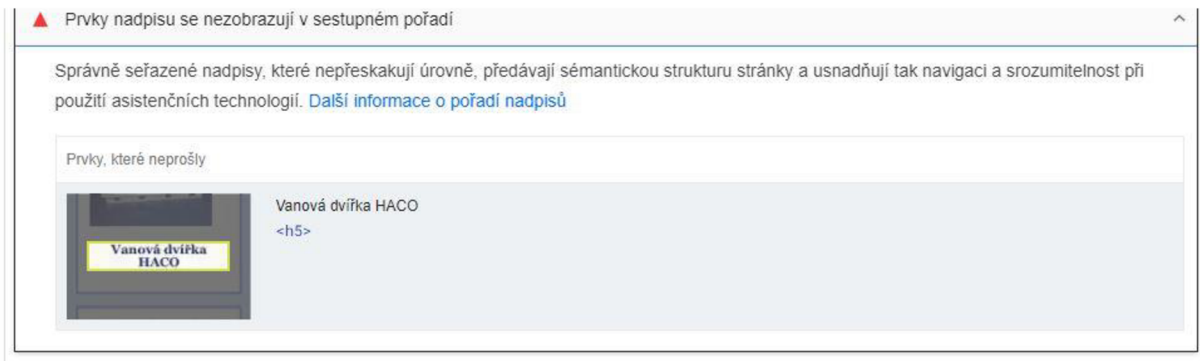 Prvky nadpisu se nezobrazují v sestupném pořadí
Správně seřazené nadpisy, které nepřeskakují úrovně, předávají sémantickou strukturu stránky a usnadňují tak navigaci a srozumitelnost při
použití asistenčních technologií. Další informace o pořadí nadpisů
Prvky, které neprošly
Vanová dvířka HACO
<h5>
Vanová dvířka
HACO